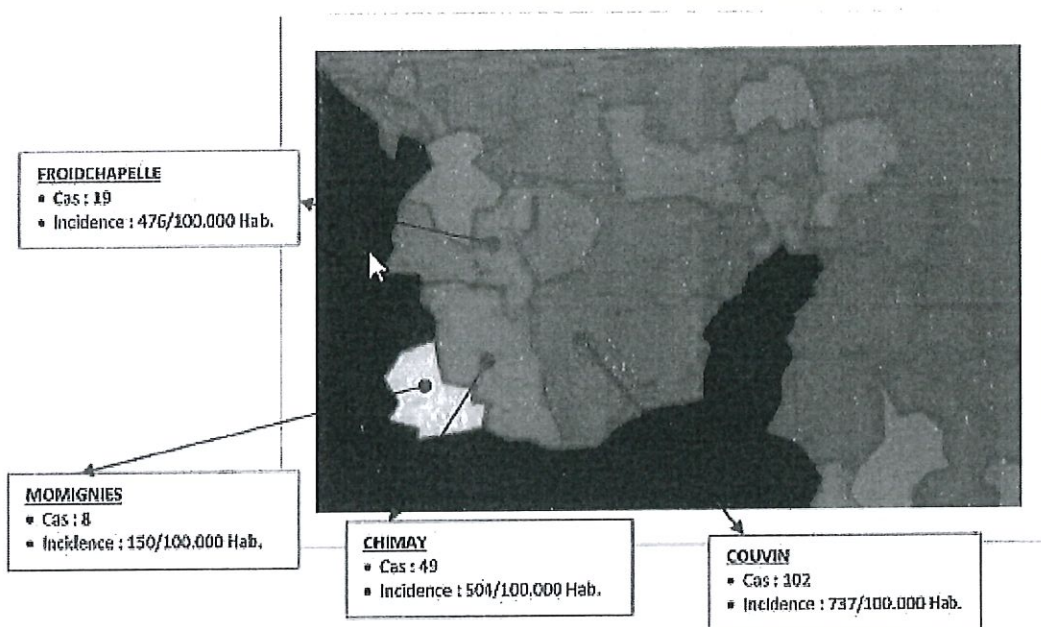 FROIDCHAPELLE
• Cas : 19
• Incidence : 476/100.000 Hab.
MOMIGNIES
• Cas : 8
• Incidence : 150/100.000 Hab.
CHIMAY
• Cas : 49
• Incidence : 504/100.000 Hab.
COUVIN
• Cas : 102
• Incidence : 737/100.000 Hab.